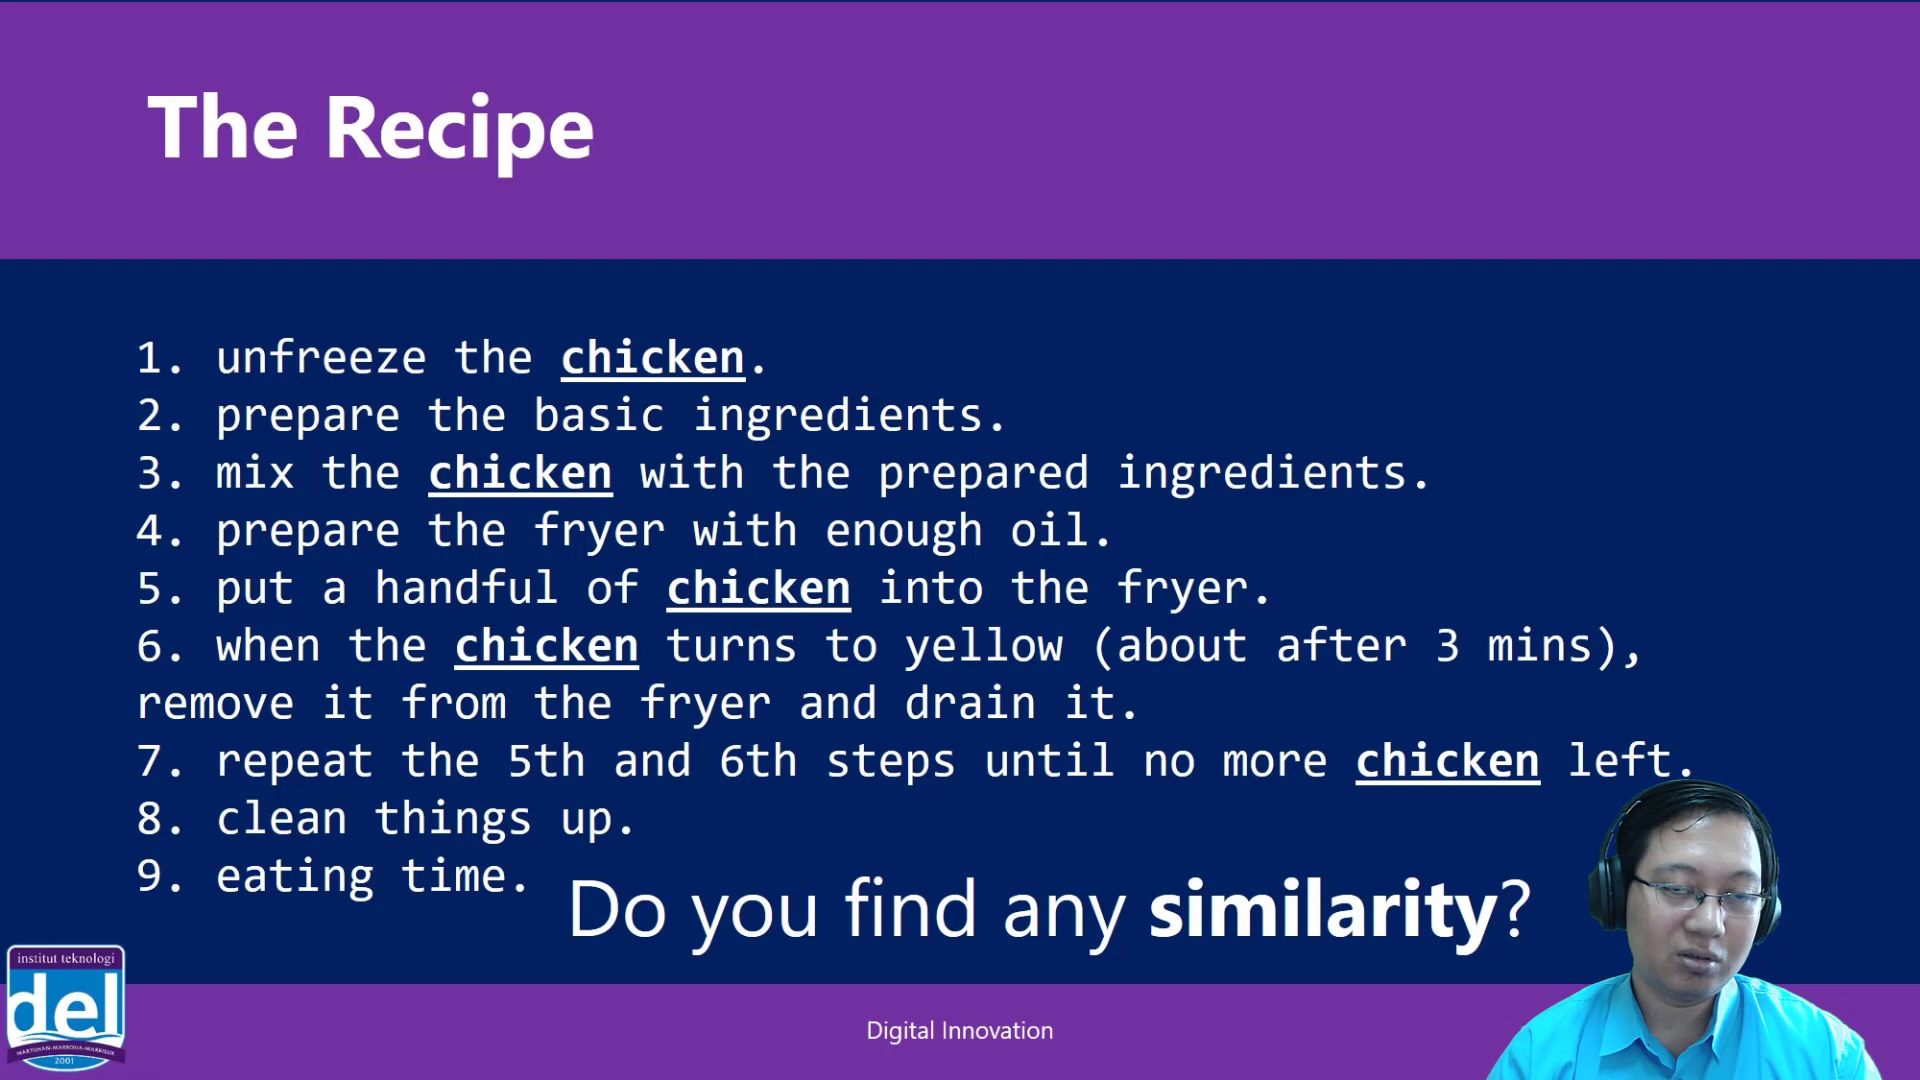 The Recipe
1. unfreeze the chicken.
2. prepare the basic ingredients.
3. mix the chicken with the prepared ingredients.
4. prepare the fryer with enough oil.
5. put a handful of chicken into the fryer.
6. when the chicken turns to yellow (about after 3 mins),
remove it from the fryer and drain it.
7. repeat the 5th and 6th steps until no more chicken left.
8. clean things up.
9. eating time.
Do you find any similarity?
institut teknologi
del
MARTUHAN-MARROHA-MARBISUK
2001
Digital Innovation